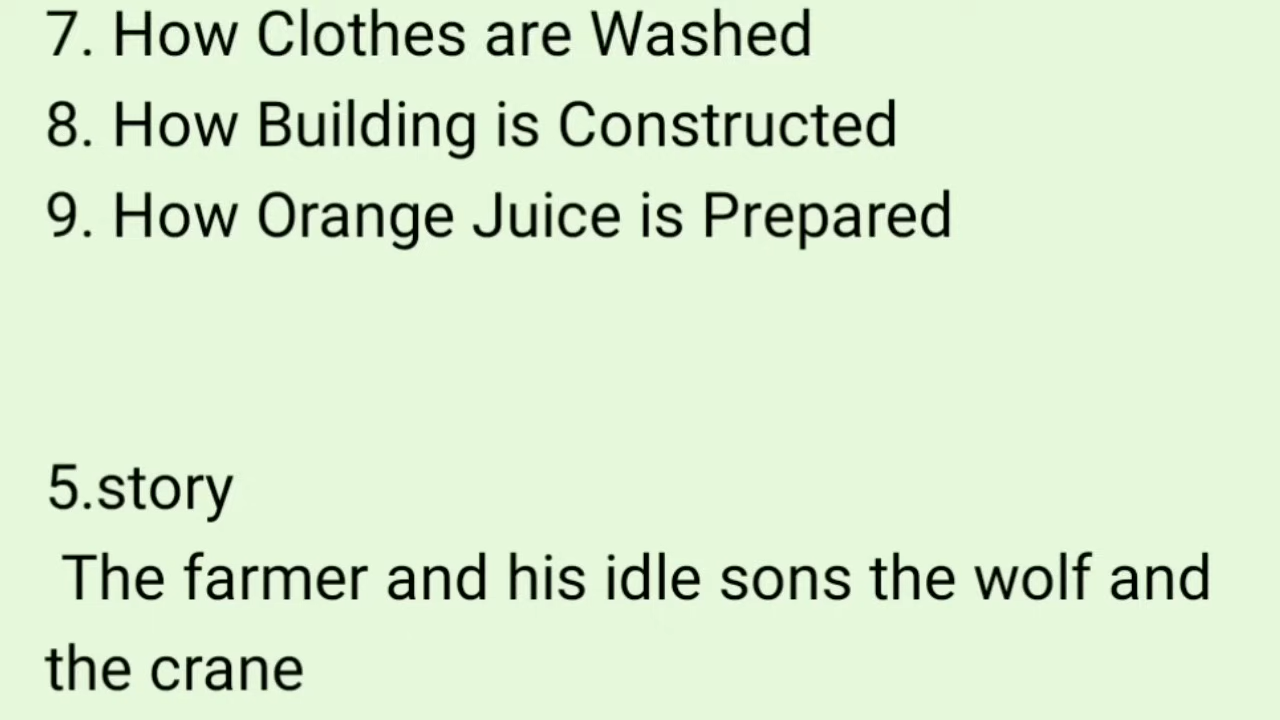 7. How Clothes are Washed
8. How Building is Constructed
9. How Orange Juice is Prepared
5.story
The farmer and his idle sons the wolf and
the crane